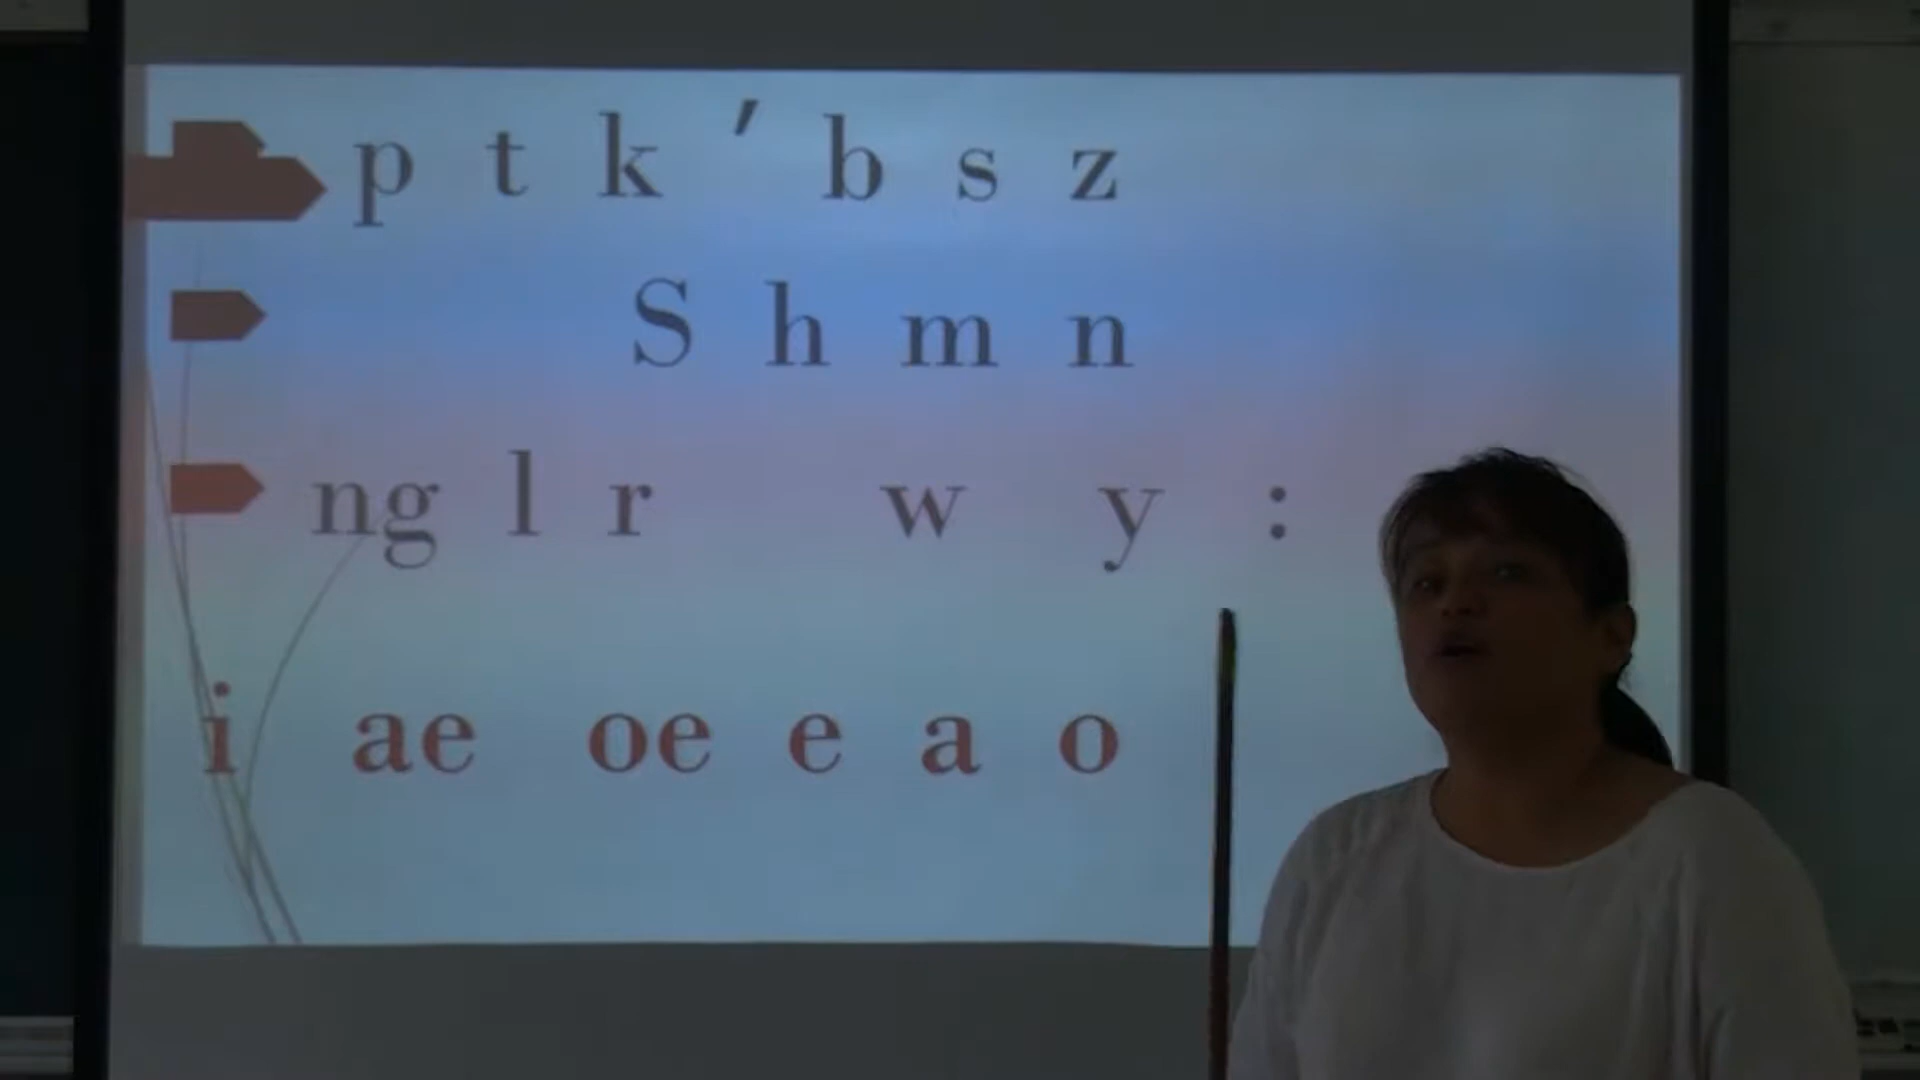 p t k ′ b s z
S h m n
ng l r w y :
i ae oe e a o